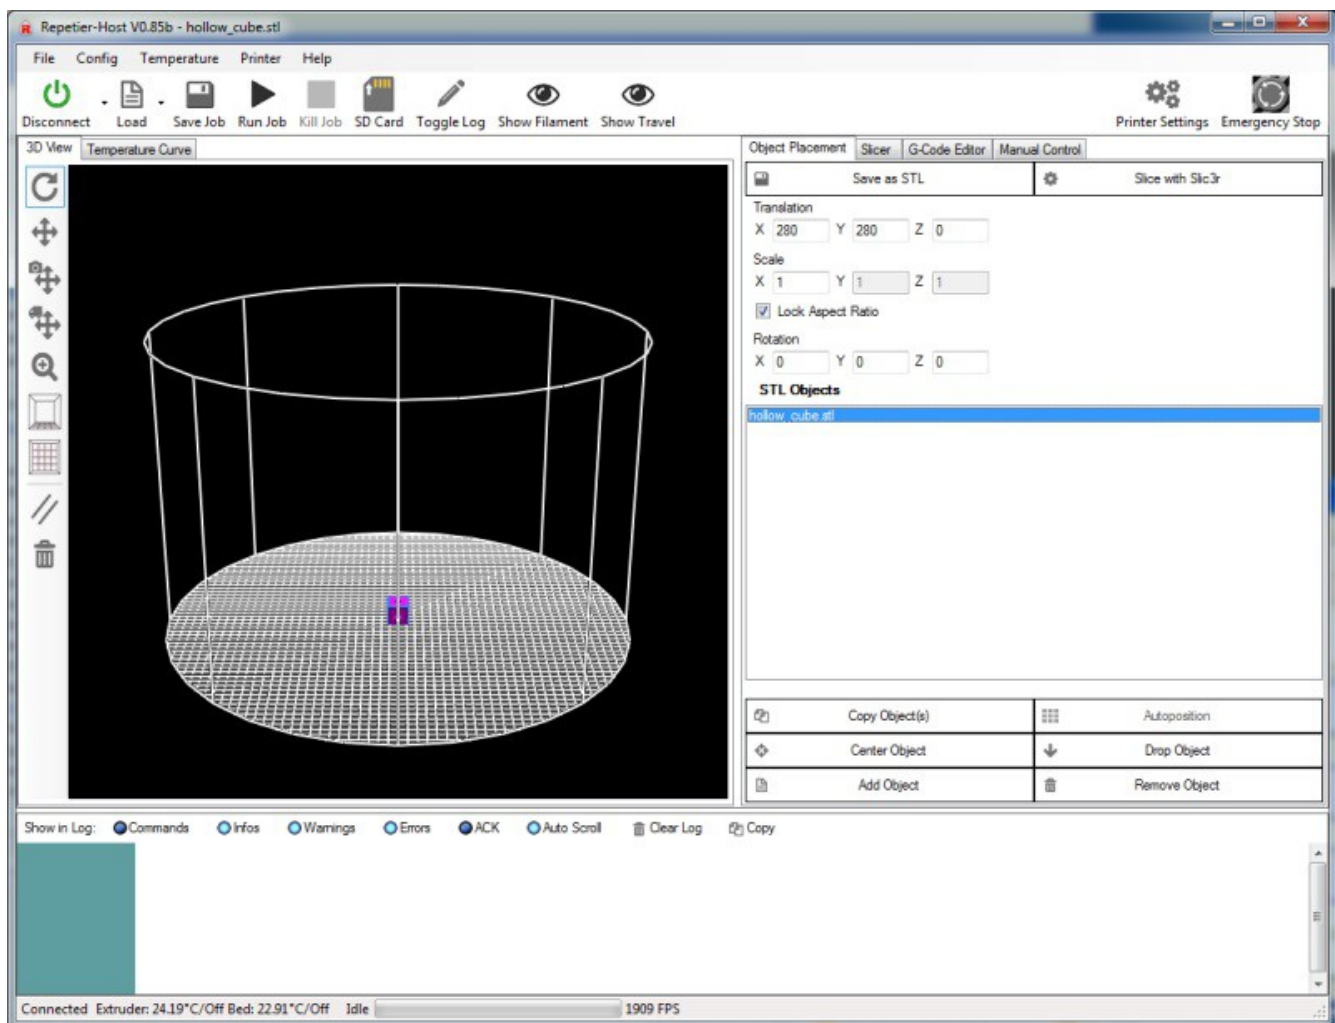 Repetier-Host V0.85b - hollow_cube.stl
File Config Temperature Printer Help
Disconnect Load Save Job Run Job Kill Job SD Card Toggle Log Show Filament Show Travel Printer Settings Emergency Stop
3D View Temperature Curve
Object Placement Slicer G-Code Editor Manual Control
Save as STL Slice with Slic3r
Translation
X 280 Y 280 Z 0
Scale
X 1 Y 1 Z 1
Lock Aspect Ratio
Rotation
X 0 Y 0 Z 0
STL Objects
hollow_cube.stl
Copy Object(s) Autoposition
Center Object Drop Object
Add Object Remove Object
Show in Log: Commands Infos Warnings Errors ACK Auto Scroll Clear Log Copy
Connected Extruder: 24.19°C/Off Bed: 22.91°C/Off Idle 1909 FPS